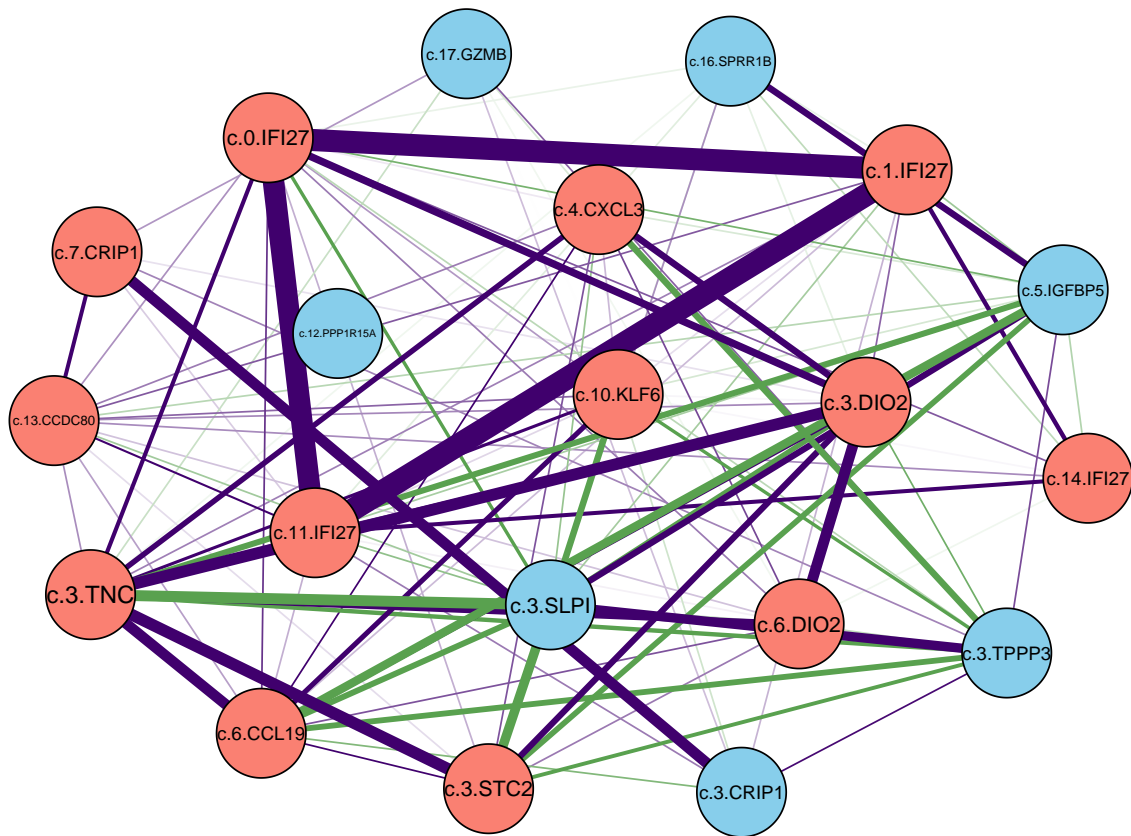 c.17.GZMB
c.16.SPRR1B
c.0.IFI27
c.1.IFI27
c.4.CXCL3
c.7.CRIP1
c.5.IGFBP5
c.12.PPP1R15A
c.10.KLF6
c.3.DIO2
c.13.CCDC80
c.14.IFI27
c.11.IFI27
c.3.TNC
c.3.SLPI
c.6.DIO2
c.3.TPPP3
c.6.CCL19
c.3.STC2
c.3.CRIP1